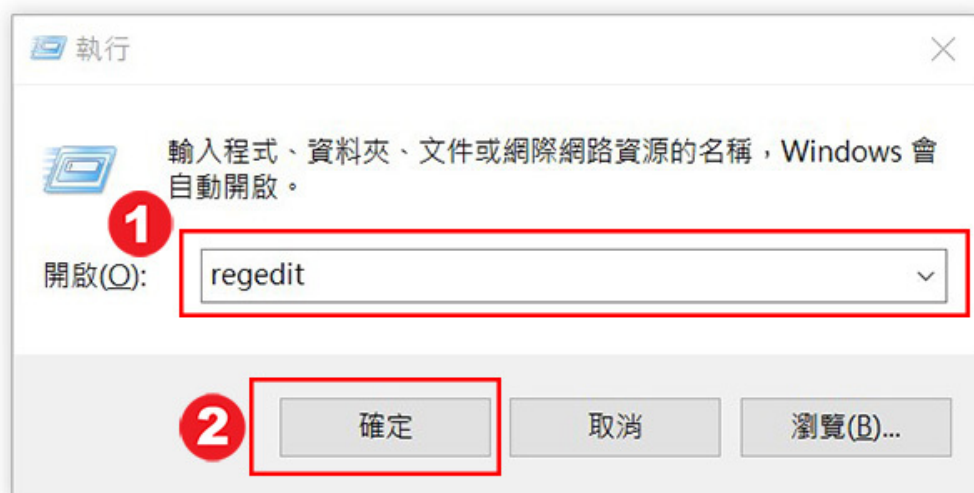 執行
輸入程式、資料夾、文件或網際網路資源的名稱，Windows 會
自動開啟。
1
開啟(O): regedit
2
確定 取消 瀏覽(B)...